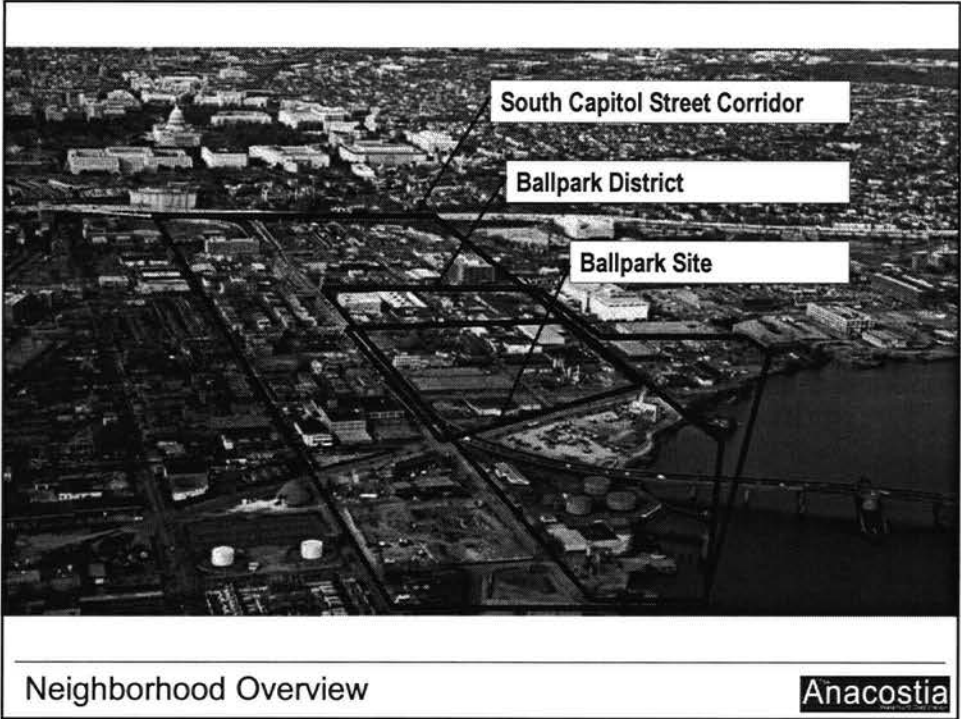 South Capitol Street Corridor
Ballpark District
Ballpark Site
Neighborhood Overview
Anacostia